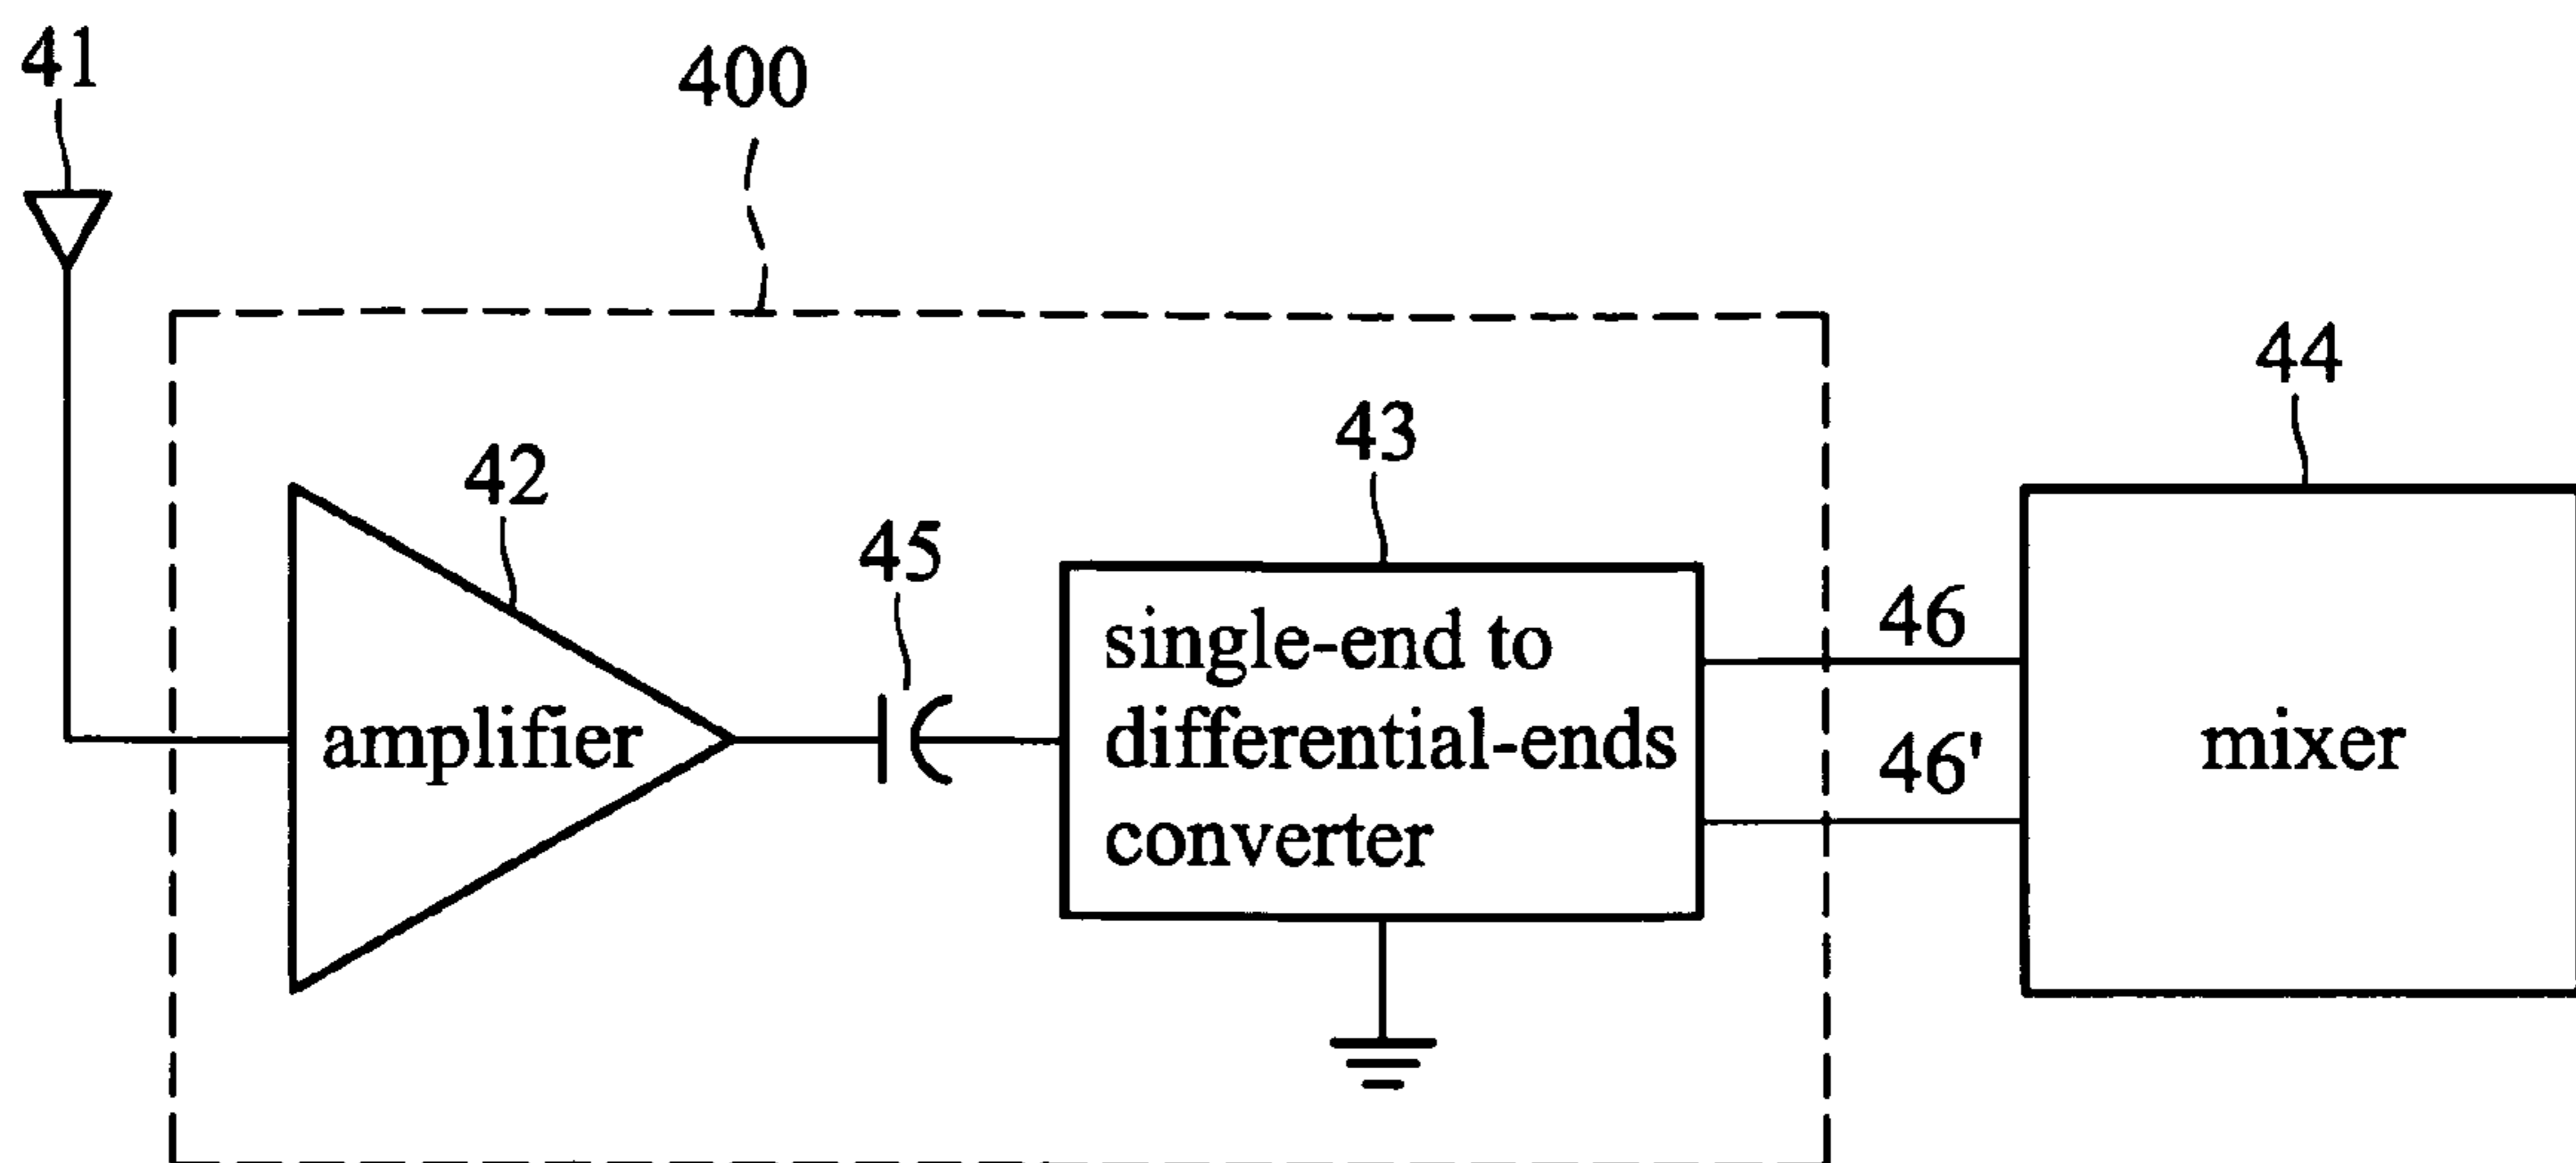 41
400
44
43
42
45
single-end to
differential-ends
converter
46
46'
amplifier
mixer